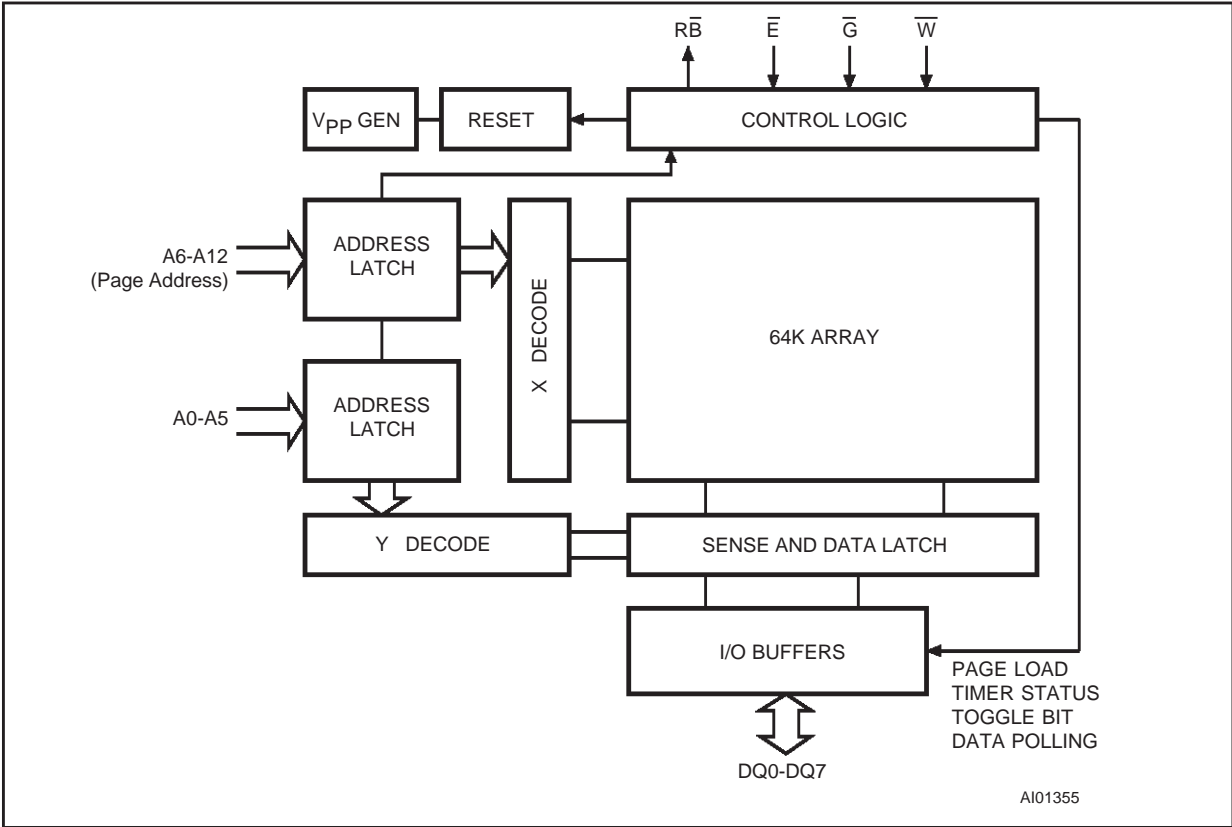 RB̅ E̅ G̅ W̅
VPP GEN
RESET
CONTROL LOGIC
A6-A12
(Page Address)
ADDRESS
LATCH
X DECODE
64K ARRAY
A0-A5
ADDRESS
LATCH
Y DECODE
SENSE AND DATA LATCH
I/O BUFFERS
PAGE LOAD
TIMER STATUS
TOGGLE BIT
DATA POLLING
DQ0-DQ7
AI01355